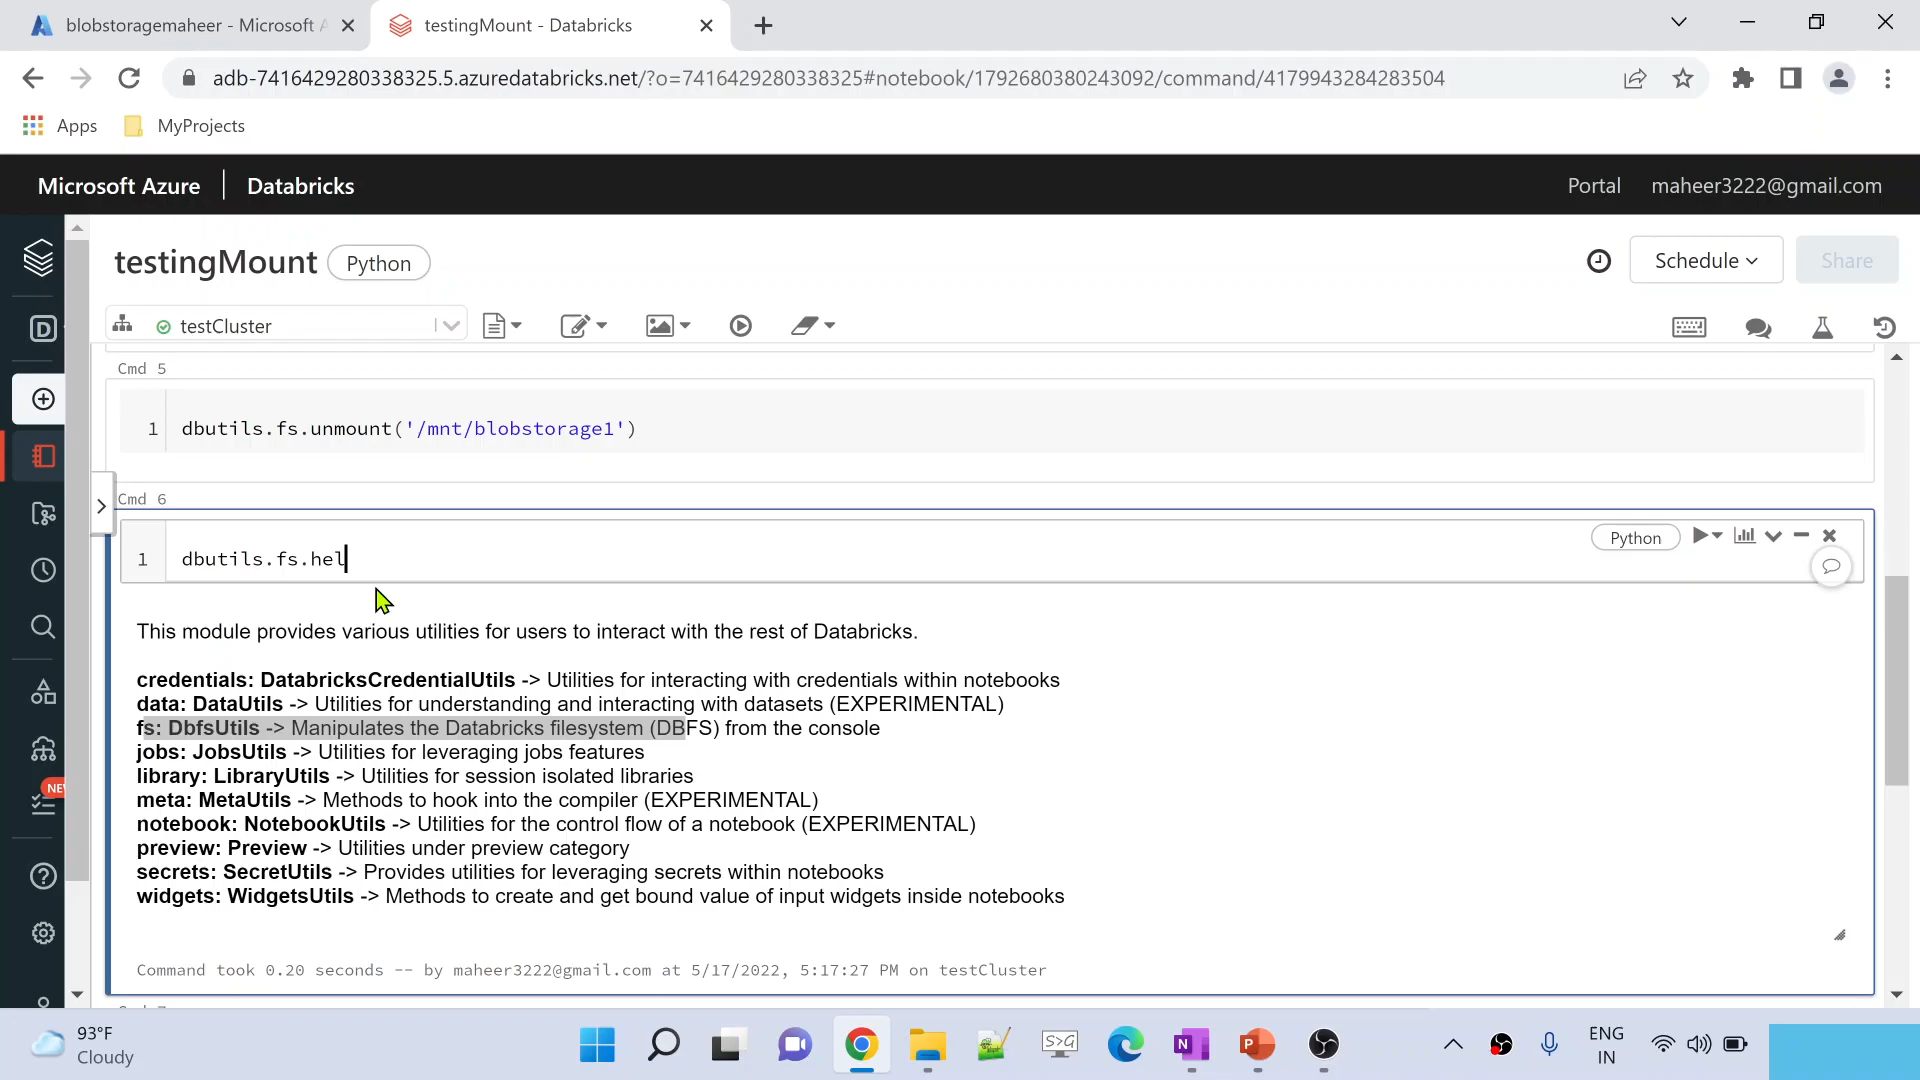 blobstoragemaheer - Microsoft A
testingMount - Databricks
adb-7416429280338325.5.azuredatabricks.net/?o=7416429280338325#notebook/1792680380243092/command/4179943284283504
Apps
MyProjects
Microsoft Azure
Databricks
Portal
maheer3222@gmail.com
testingMount
Python
Schedule
Share
testCluster
Cmd 5
1
dbutils.fs.unmount('/mnt/blobstorage1')
Cmd 6
Python
1
dbutils.fs.hel
This module provides various utilities for users to interact with the rest of Databricks.
credentials: DatabricksCredentialUtils -> Utilities for interacting with credentials within notebooks
data: DataUtils -> Utilities for understanding and interacting with datasets (EXPERIMENTAL)
fs: DbfsUtils -> Manipulates the Databricks filesystem (DBFS) from the console
jobs: JobsUtils -> Utilities for leveraging jobs features
library: LibraryUtils -> Utilities for session isolated libraries
meta: MetaUtils -> Methods to hook into the compiler (EXPERIMENTAL)
notebook: NotebookUtils -> Utilities for the control flow of a notebook (EXPERIMENTAL)
preview: Preview -> Utilities under preview category
secrets: SecretUtils -> Provides utilities for leveraging secrets within notebooks
widgets: WidgetsUtils -> Methods to create and get bound value of input widgets inside notebooks
Command took 0.20 seconds -- by maheer3222@gmail.com at 5/17/2022, 5:17:27 PM on testCluster
D
NEW
93°F
Cloudy
S>G
N
P
ENG
IN